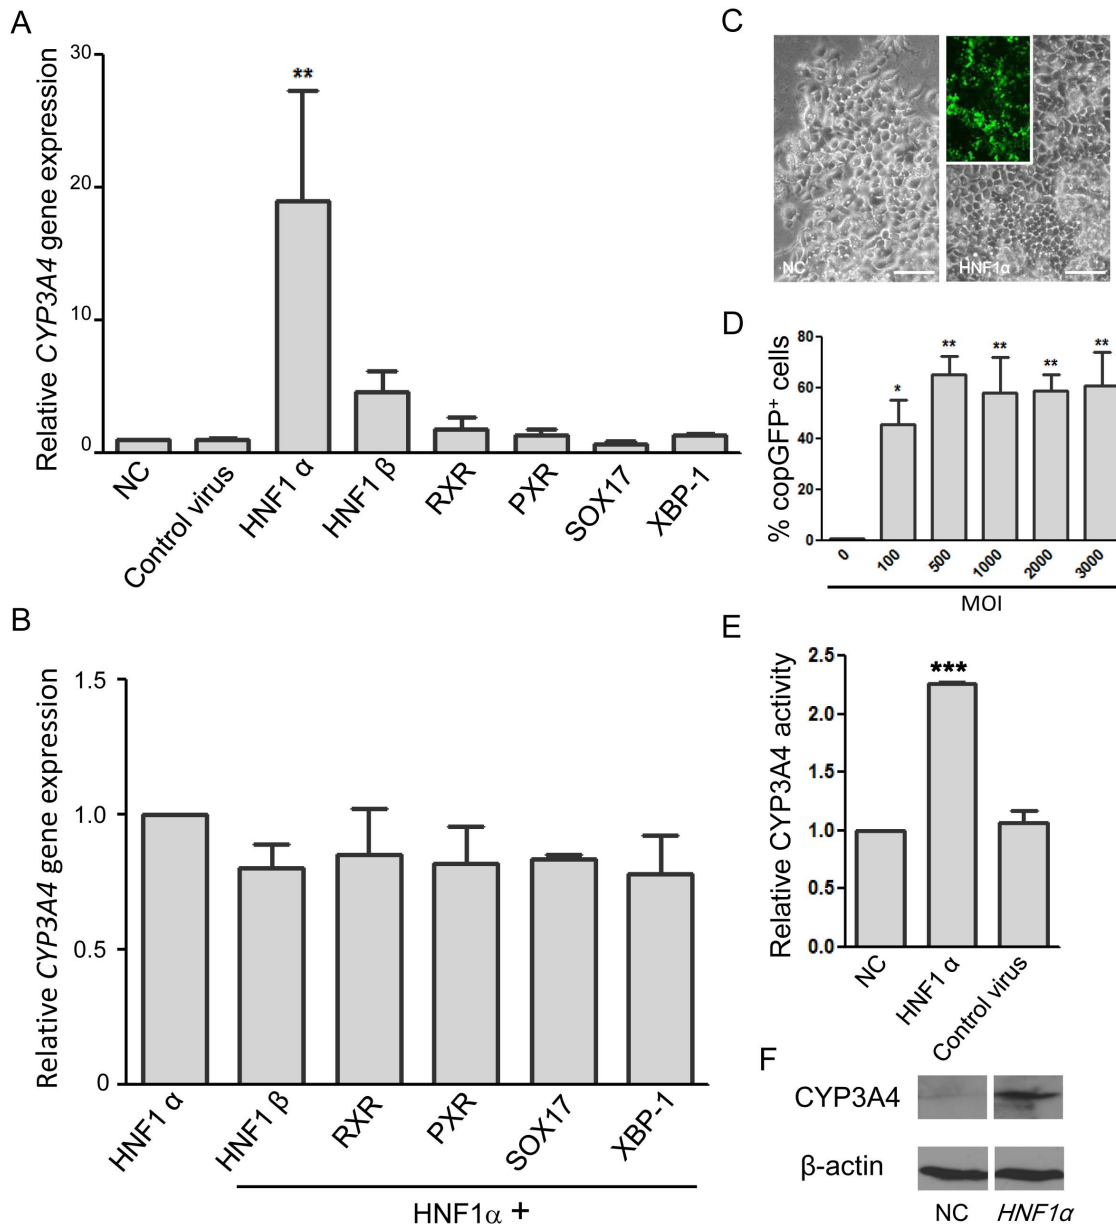 A
Relative CYP3A4 gene expression
30
20
10
0
**
NC
Control virus
HNF1 α
HNF1 β
RXR
PXR
SOX17
XBP-1
B
Relative CYP3A4 gene expression
1.5
1.0
0.5
0
HNF1 α
HNF1 β
RXR
PXR
SOX17
XBP-1
HNF1α +
C
NC
HNF1α
D
% copGFP+ cells
80
60
40
20
0
*
**
**
**
**
0
100
500
1000
2000
3000
MOI
E
Relative CYP3A4 activity
2.5
2.0
1.5
1.0
0.5
0.0
***
NC
HNF1 α
Control virus
F
CYP3A4
β-actin
NC
HNF1α